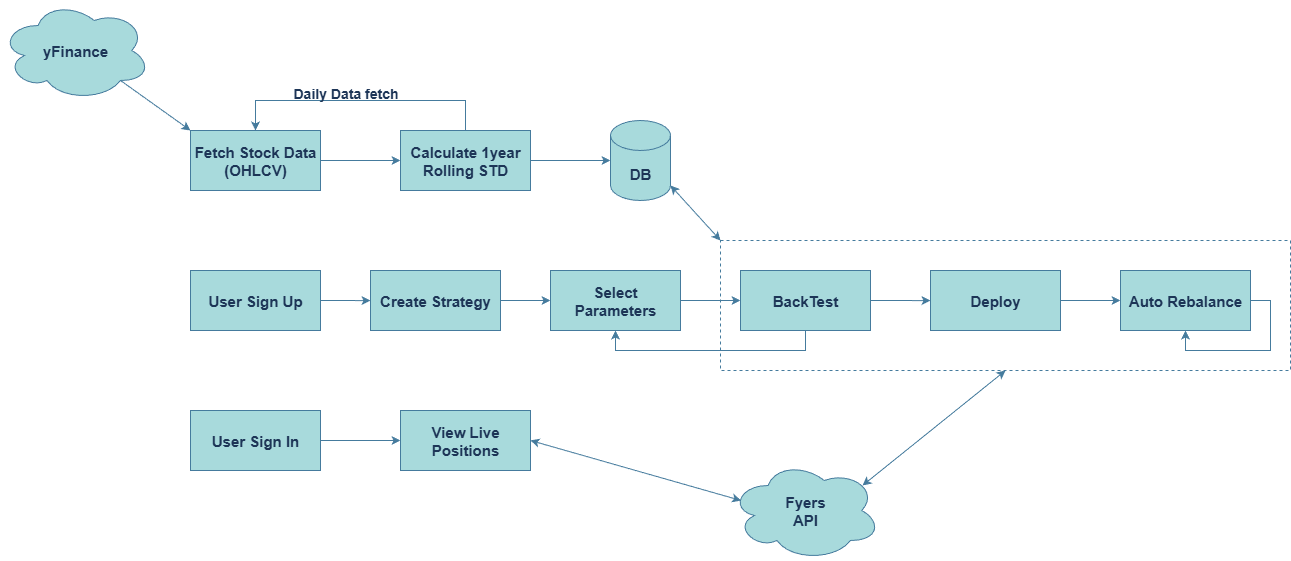 yFinance
Daily Data fetch
Fetch Stock Data
(OHLCV)
Calculate 1year
Rolling STD
DB
User Sign Up
Create Strategy
Select
Parameters
BackTest
Deploy
Auto Rebalance
User Sign In
View Live
Positions
Fyers
API